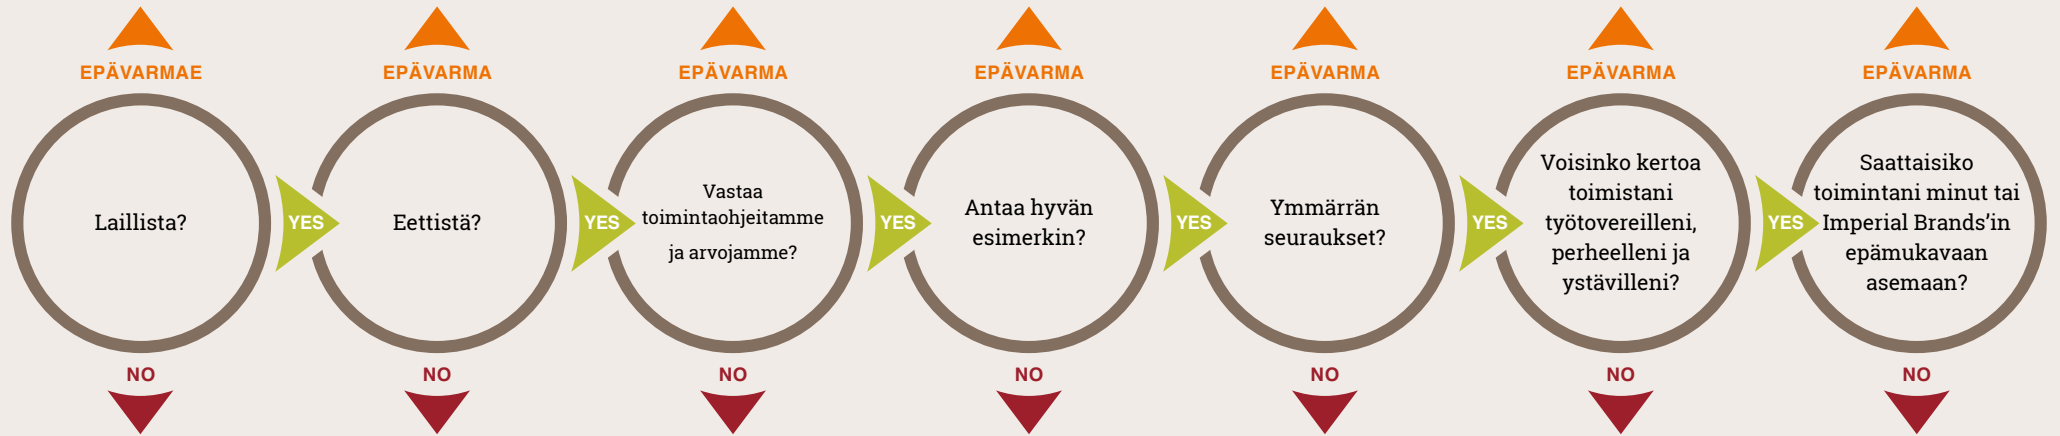 EPÄVARMAE
EPÄVARMA
EPÄVARMA
EPÄVARMA
EPÄVARMA
EPÄVARMA
EPÄVARMA
Laillista?
YES
Eettistä?
YES
Vastaa
toimintaohjeitamme
ja arvojamme?
YES
Antaa hyvän
esimerkin?
YES
Ymmärrän
seuraukset?
YES
Voisinko kertoa
toimistani
työtovereilleni,
perheelleni ja
ystävilleni?
YES
Saattaisiko
toimintani minut tai
Imperial Brands’in
epämukavaan
asemaan?
NO
NO
NO
NO
NO
NO
NO